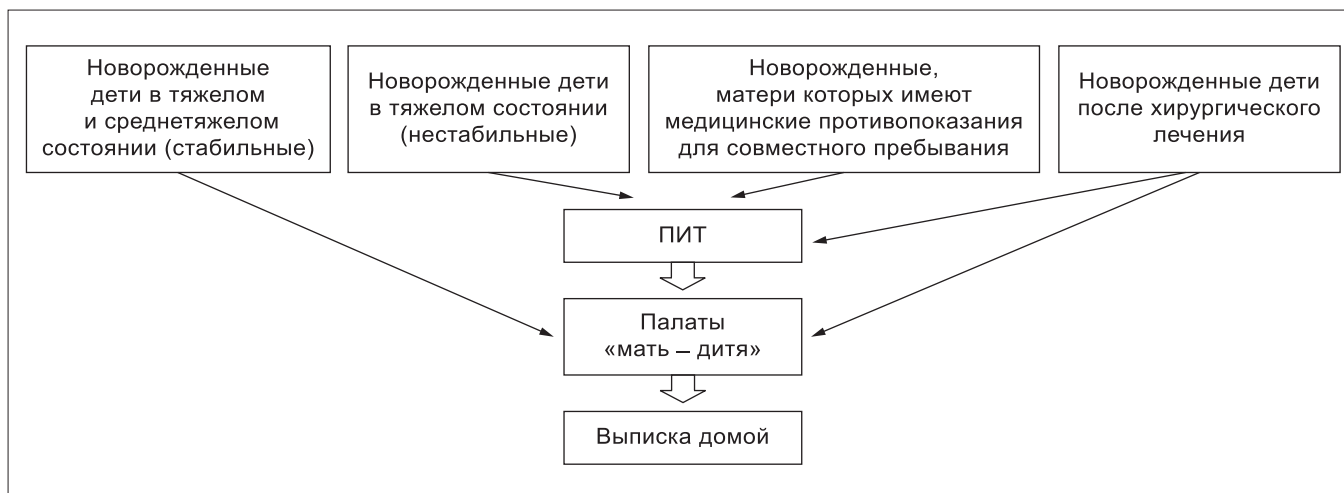 Новорожденные
дети в тяжелом
и среднетяжелом
состоянии (стабильные)
Новорожденные дети
в тяжелом состоянии
(нестабильные)
Новорожденные,
матери которых имеют
медицинские противопоказания
для совместного пребывания
Новорожденные дети
после хирургического
лечения
ПИТ
Палаты
«мать – дитя»
Выписка домой